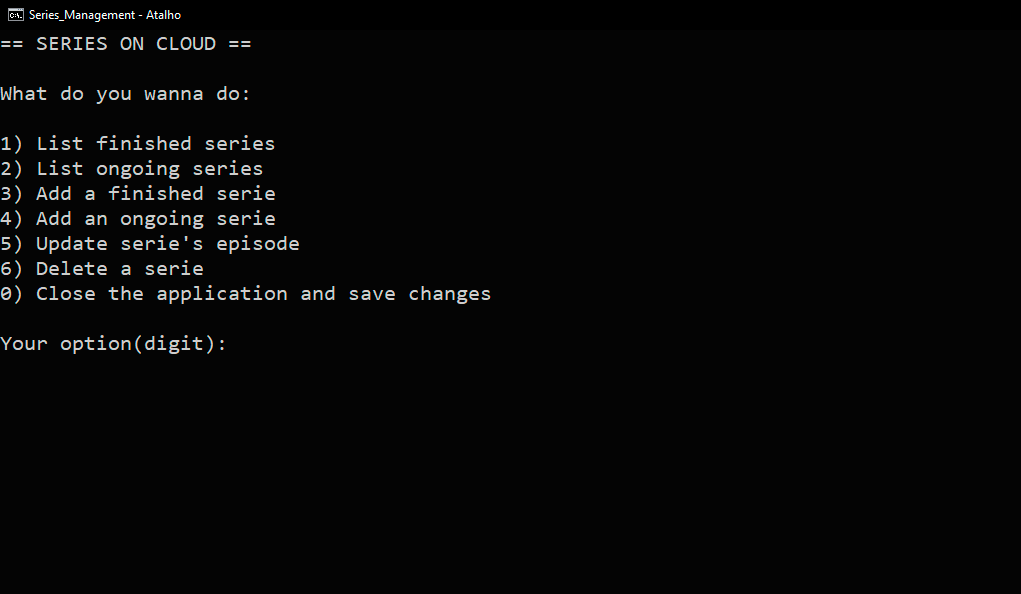 Series_Management - Atalho
== SERIES ON CLOUD ==
What do you wanna do:
1) List finished series
2) List ongoing series
3) Add a finished serie
4) Add an ongoing serie
5) Update serie's episode
6) Delete a serie
0) Close the application and save changes
Your option(digit):